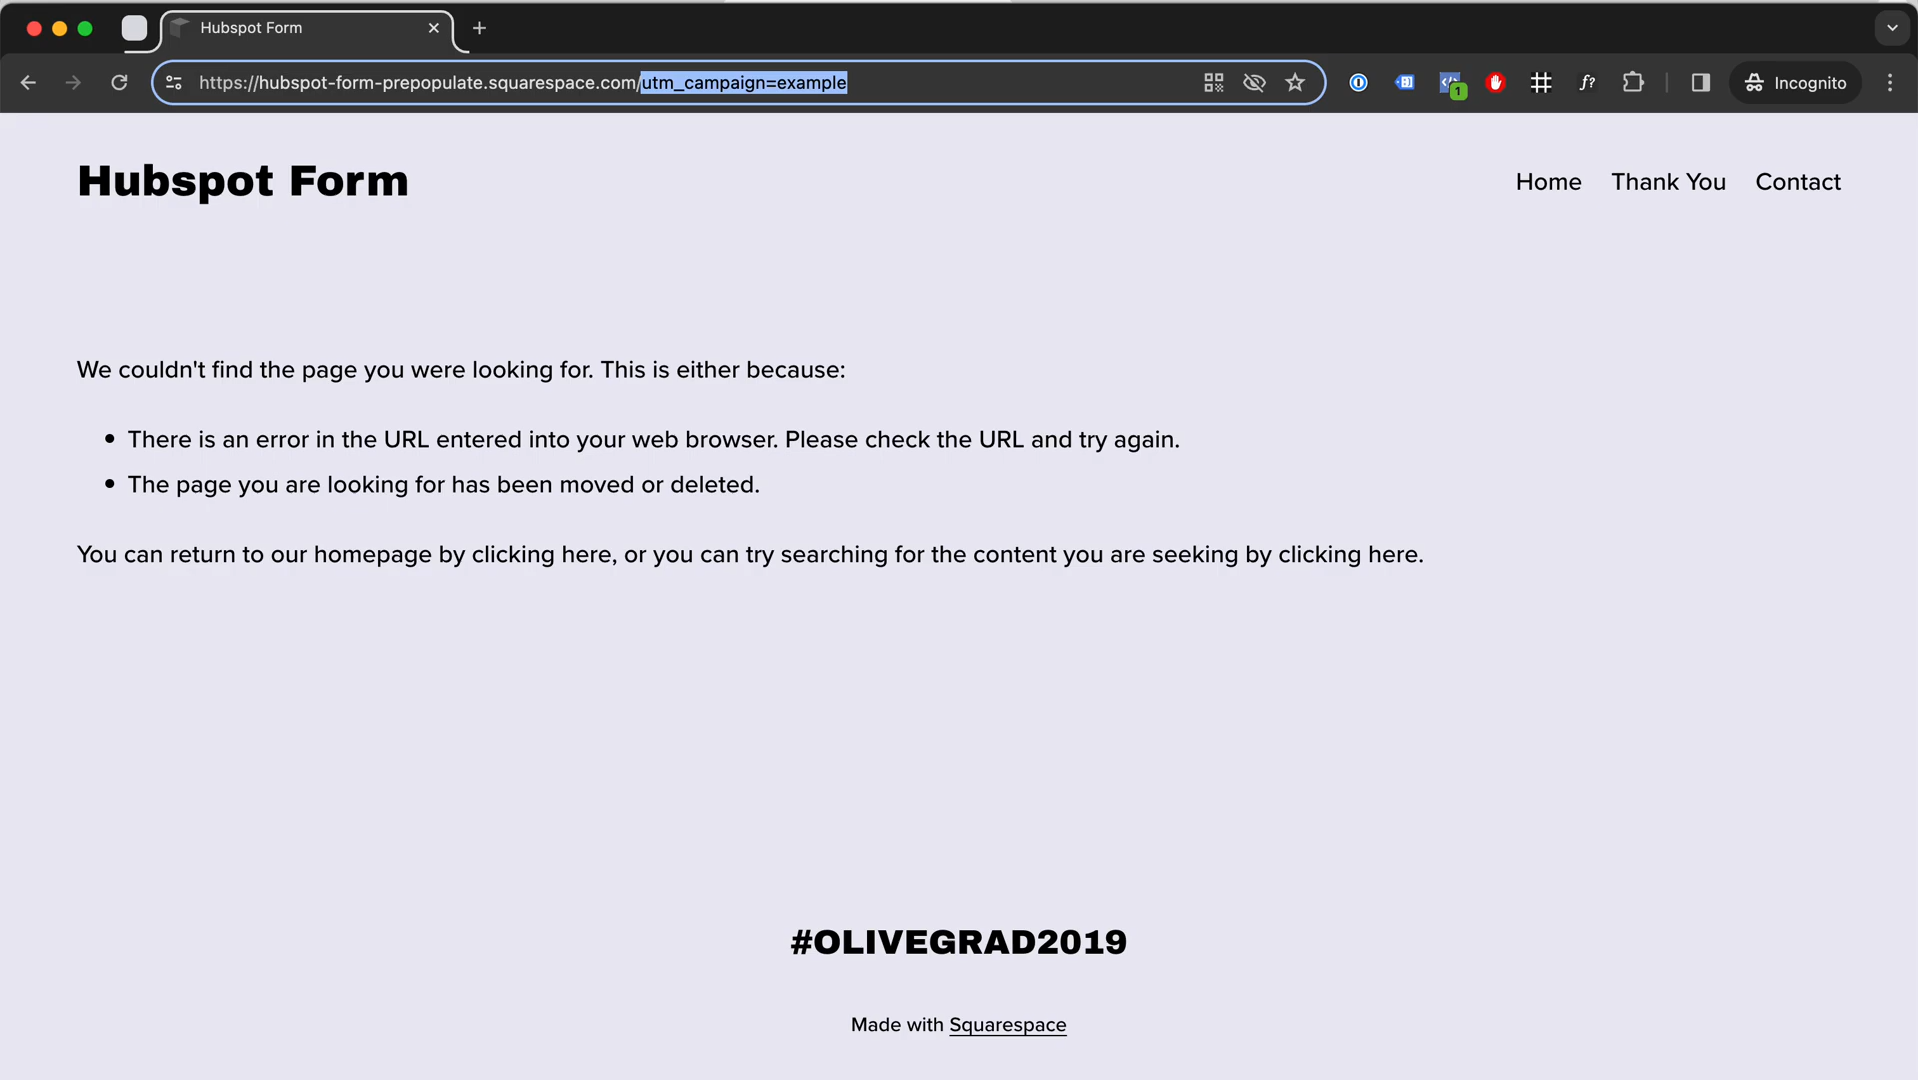 Hubspot Form
https://hubspot-form-prepopulate.squarespace.com/utm_campaign=example
1
f?
Incognito
Hubspot Form
Home Thank You Contact
We couldn't find the page you were looking for. This is either because:
There is an error in the URL entered into your web browser. Please check the URL and try again.
The page you are looking for has been moved or deleted.
You can return to our homepage by clicking here, or you can try searching for the content you are seeking by clicking here.
#OLIVEGRAD2019
Made with Squarespace